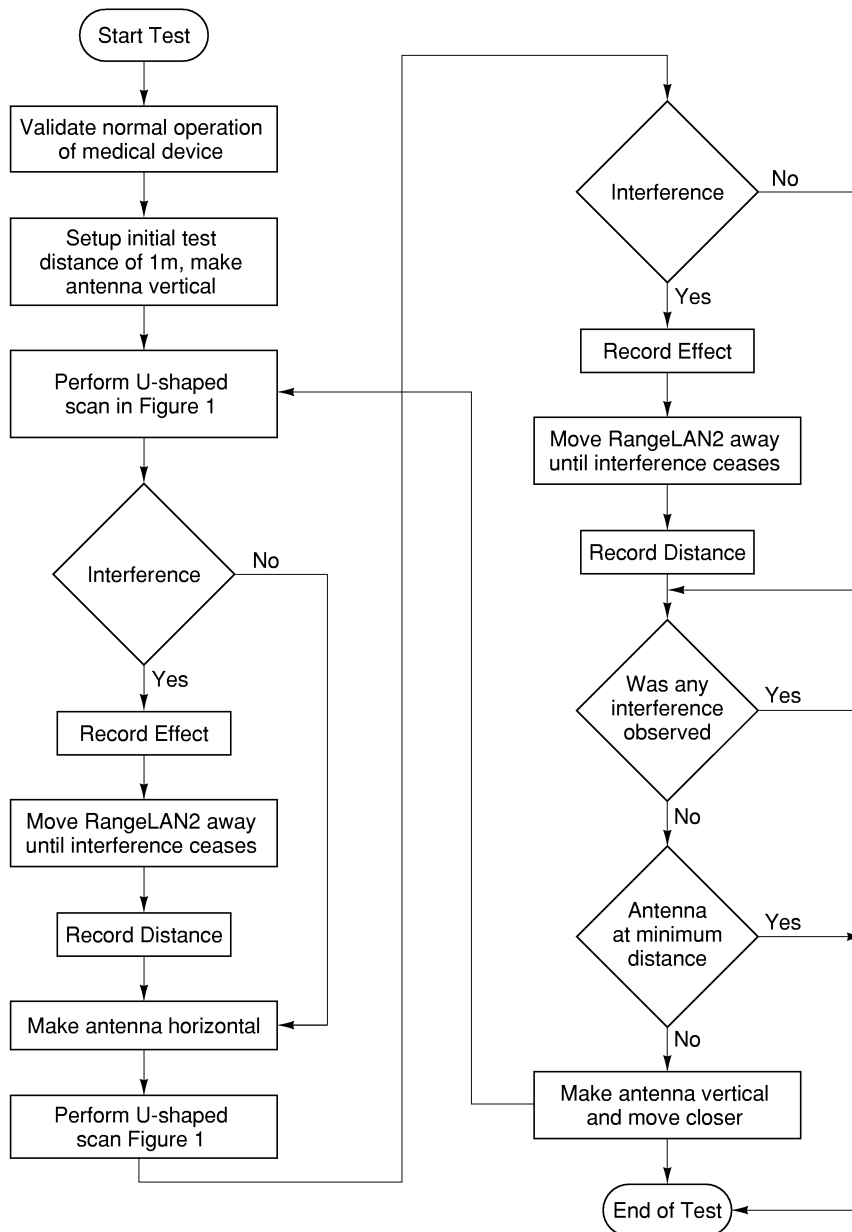 Start Test
Validate normal operation
of medical device
Setup initial test
distance of 1m, make
antenna vertical
Perform U-shaped
scan in Figure 1
Interference
No
Yes
Record Effect
Move RangeLAN2 away
until interference ceases
Record Distance
Make antenna horizontal
Perform U-shaped
scan Figure 1
Interference
No
Yes
Record Effect
Move RangeLAN2 away
until interference ceases
Record Distance
Was any
interference
observed
Yes
No
Antenna
at minimum
distance
Yes
No
Make antenna vertical
and move closer
End of Test